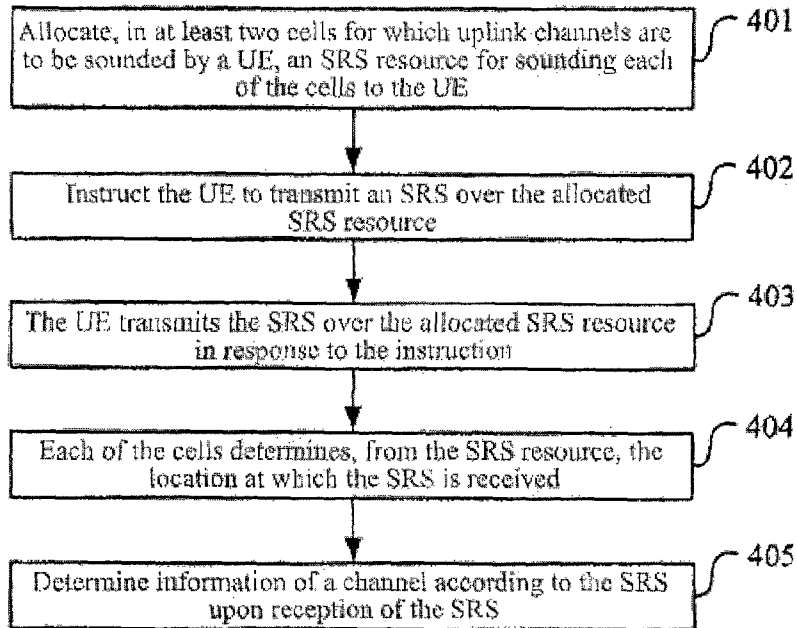 Allocate, in at least two cells for which uplink channels are
to be sounded by a UE, an SRS resource for sounding each
of the cells to the UE
401
Instruct the UE to transmit an SRS over the allocated
SRS resource
402
The UE transmits the SRS over the allocated SRS resource
in response to the instruction
403
Each of the cells determines, from the SRS resource, the
location at which the SRS is received
404
Determine information of a channel according to the SRS
upon reception of the SRS
405